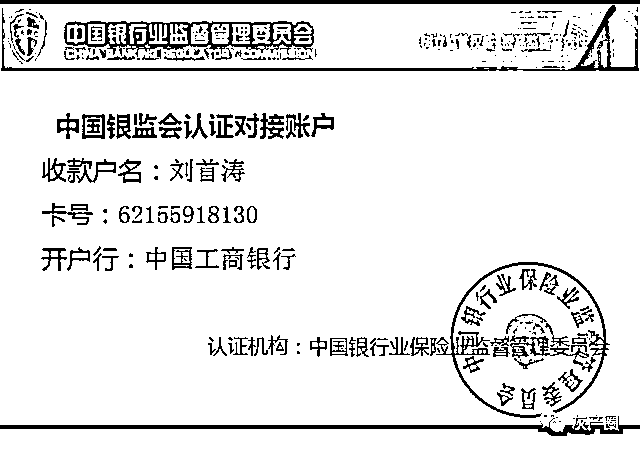 中国银行业监督管理委员会
CHINA BANKING REGULATORY COMMISSION
中国银监会认证对接账户
收款户名：刘首涛
卡号：62155918130
开户行：中国工商银行
认证机构：中国银行业保险业监督管理委员会
中国银行业保险业监督管理委员会
灰产圈